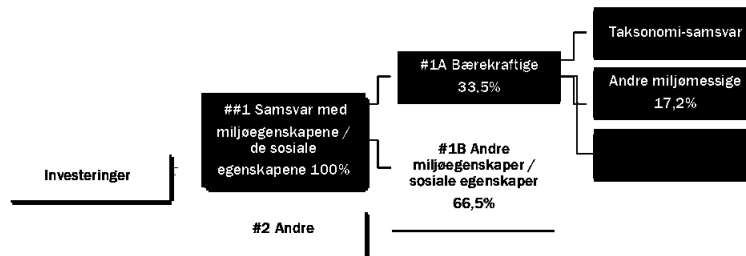 Investeringer
##1 Samsvar med
miljøegenskapene /
de sosiale
egenskapene 100%
#2 Andre
#1A Bærekraftige
33,5%
#1B Andre
miljøegenskaper /
sosiale egenskaper
66,5%
Taksonomi-samsvar
Andre miljømessige
17,2%